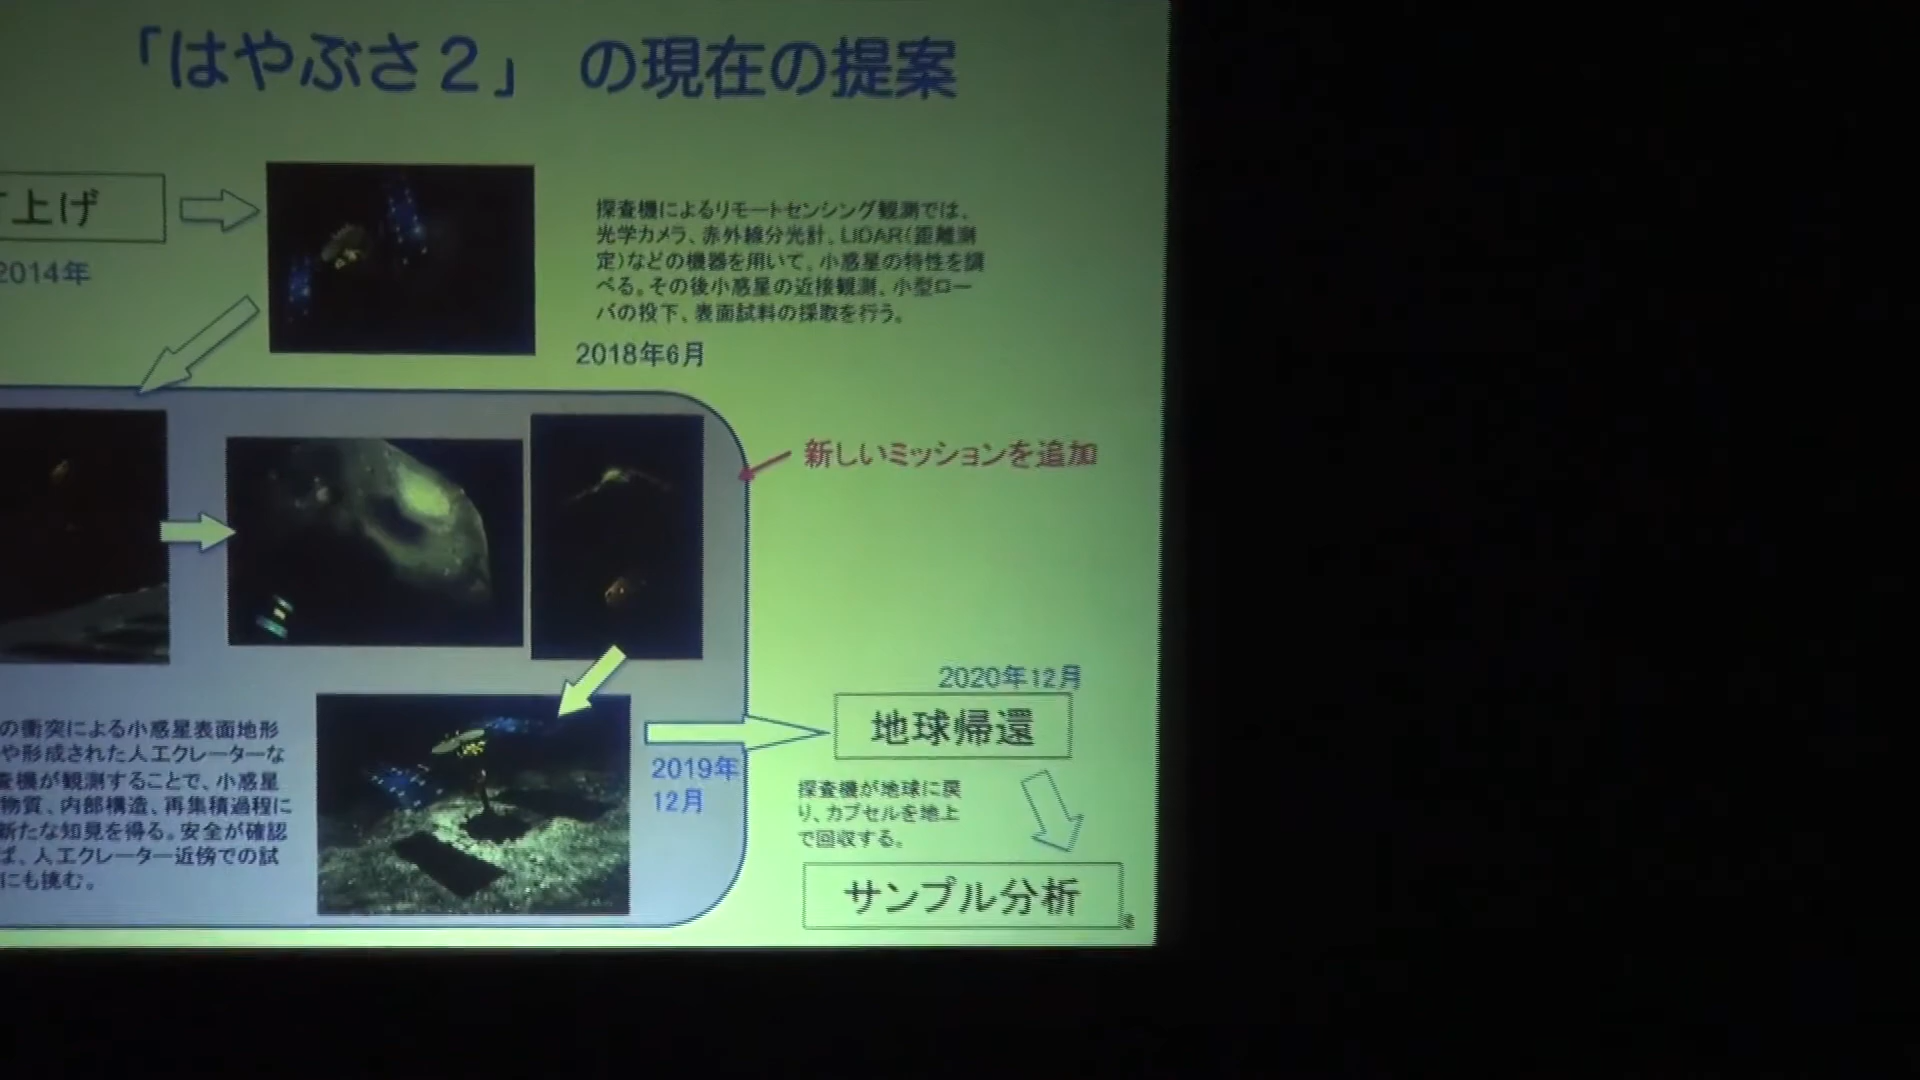 「はやぶさ２」 の現在の提案
上げ
2014年
探査機によるリモートセンシング観測では、
光学カメラ、赤外線分光計、LIDAR(距離測
定)などの機器を用いて、小惑星の特性を調
べる。その後小惑星の近接観測、小型ロー
バの投下、表面試料の採取を行う。
2018年6月
新しいミッションを追加
の衝突による小惑星表面地形
や形成された人工クレーターな
査機が観測することで、小惑星
物質、内部構造、再集積過程に
新たな知見を得る。安全が確認
ば、人工クレーター近傍での試
にも挑む。
2019年
12月
2020年12月
地球帰還
探査機が地球に戻
り、カプセルを地上
で回収する。
サンプル分析